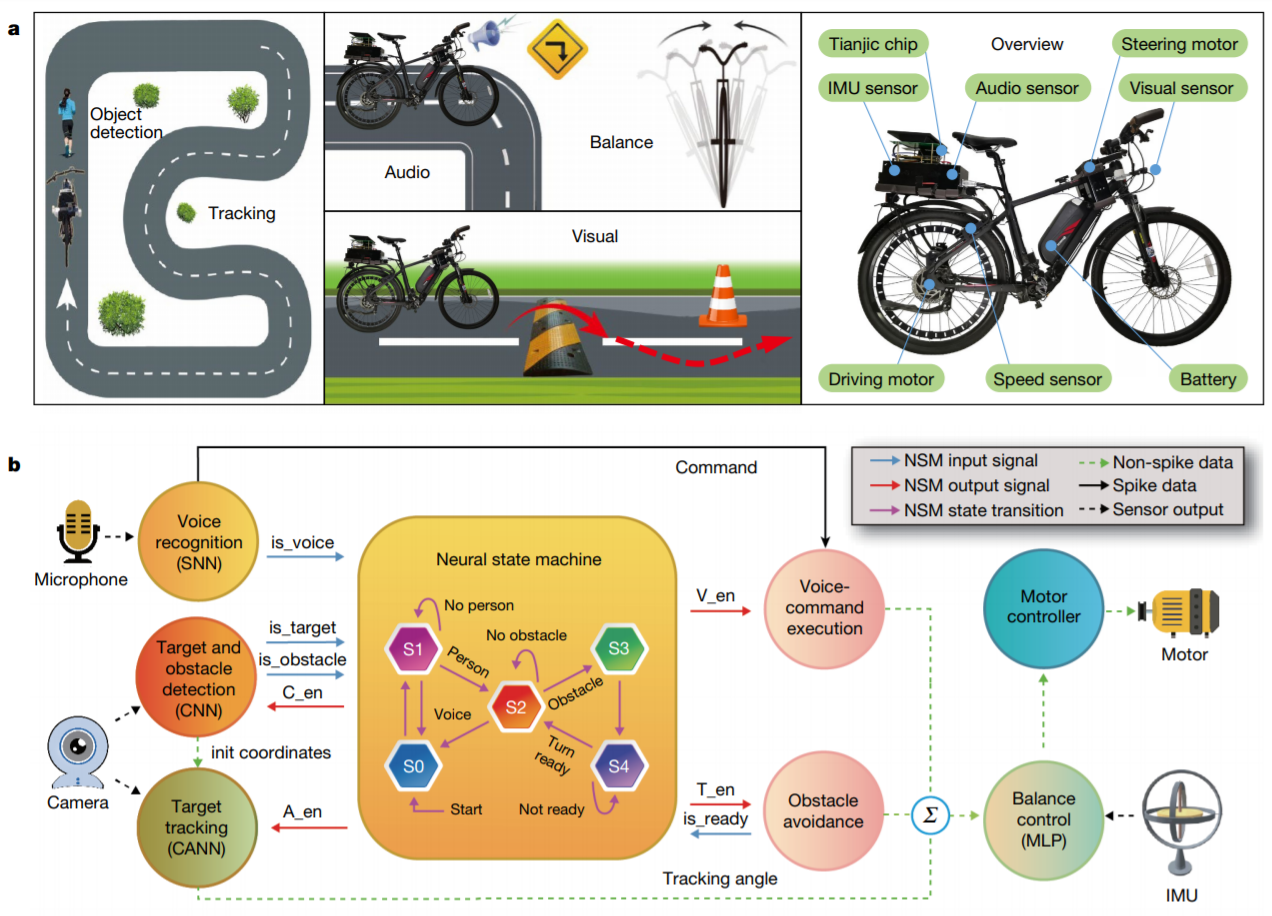 a
Object
detection
Tracking
Audio
Balance
Visual
Tianjic chip
Overview
Steering motor
IMU sensor
Audio sensor
Visual sensor
Driving motor
Speed sensor
Battery
b
Command
NSM input signal
NSM output signal
NSM state transition
Non-spike data
Spike data
Sensor output
Microphone
Voice
recognition
(SNN)
is_voice
Target and
obstacle
detection
(CNN)
is_target
is_obstacle
C_en
Camera
init coordinates
Target
tracking
(CANN)
A_en
Neural state machine
No person
S1
Person
No obstacle
S2
S3
Obstacle
Voice
S0
Start
Turn
ready
S4
Not ready
V_en
Voice-
command
execution
T_en
is_ready
Obstacle
avoidance
Tracking angle
Σ
Motor
controller
Motor
Balance
control
(MLP)
IMU